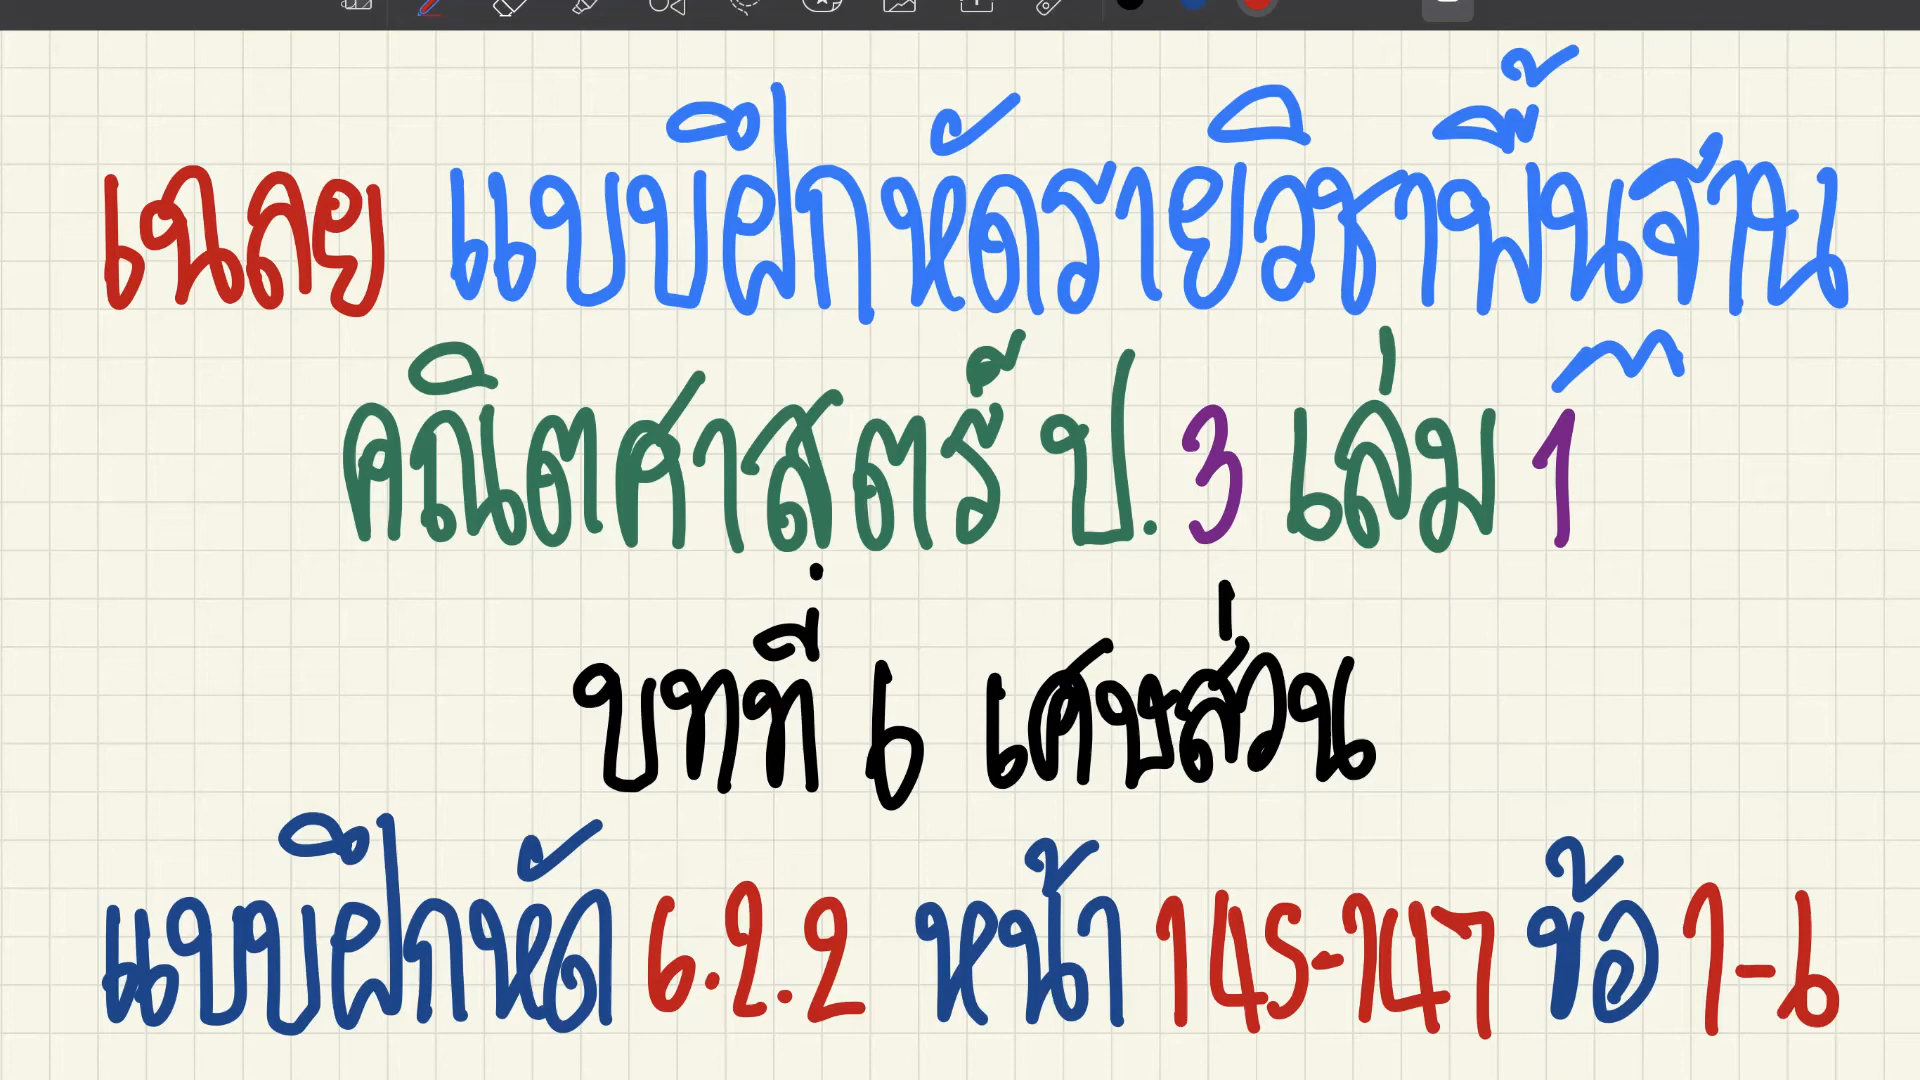 เฉลย แบบฝึกหัดรายวิชาพื้นฐาน
คณิตศาสตร์ ป. 3 เล่ม 1
บทที่ 6 เศษส่วน
แบบฝึกหัด 6.2.2 หน้า 145-147 ข้อ 1-6